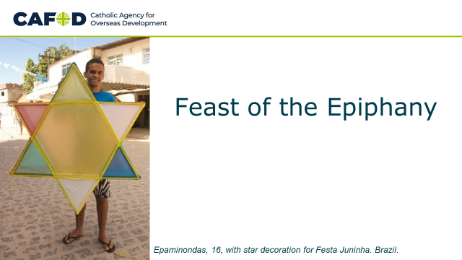 CAFOD Catholic Agency for
Overseas Development
Feast of the Epiphany
Epaminondas, 16, with star decoration for Festa Juninha. Brazil.